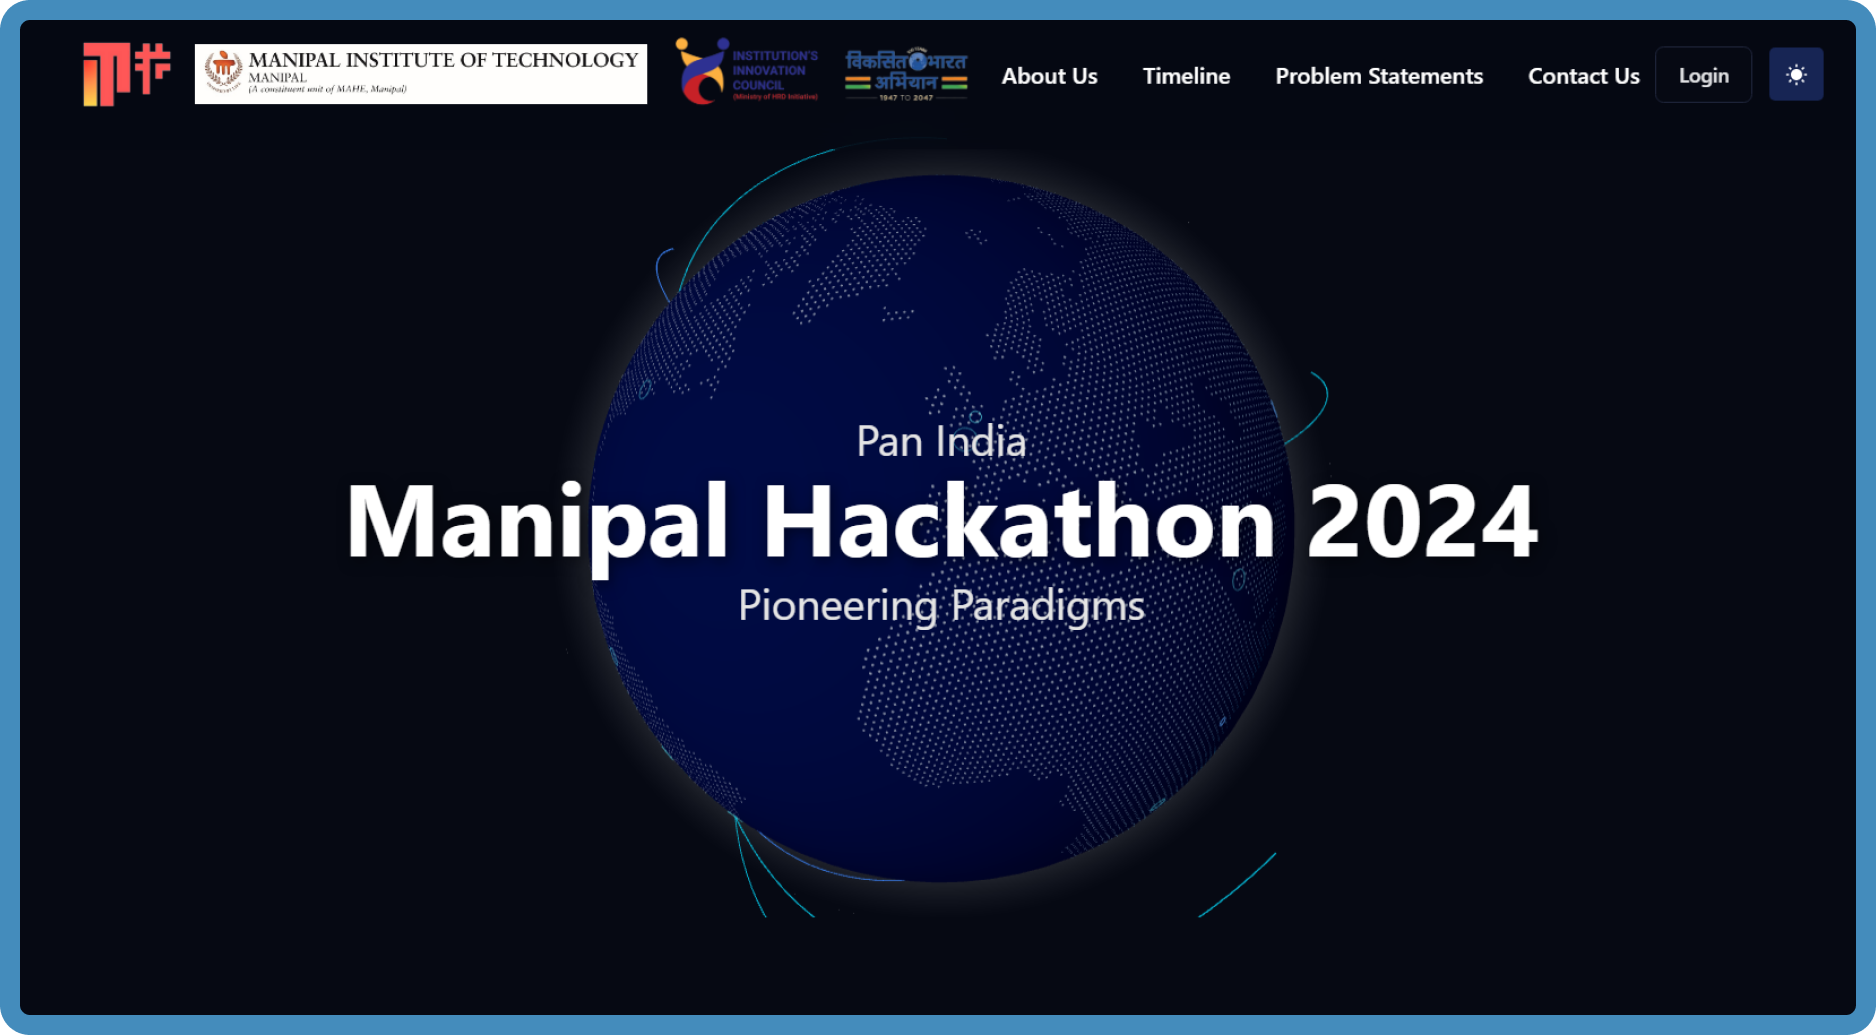 MANIPAL INSTITUTE OF TECHNOLOGY
MANIPAL
(A constituent unit of MAHE, Manipal)
INSTITUTION'S
INNOVATION
COUNCIL
(Ministry of HRD Initiative)
विकसित भारत
अभियान
1947 TO 2047
About Us
Timeline
Problem Statements
Contact Us
Login
Pan India
Manipal Hackathon 2024
Pioneering Paradigms